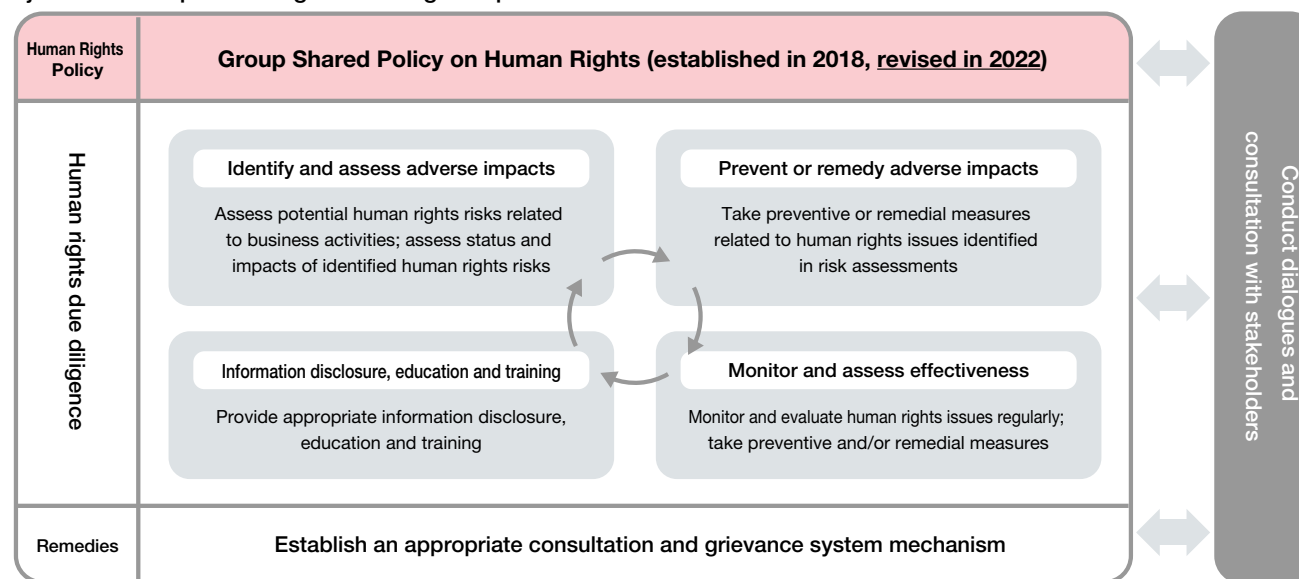 Human Rights
Policy
Group Shared Policy on Human Rights (established in 2018, revised in 2022)
Human rights due diligence
Identify and assess adverse impacts
Assess potential human rights risks related
to business activities; assess status and
impacts of identified human rights risks
Prevent or remedy adverse impacts
Take preventive or remedial measures
related to human rights issues identified
in risk assessments
Information disclosure, education and training
Provide appropriate information disclosure,
education and training
Monitor and assess effectiveness
Monitor and evaluate human rights issues regularly;
take preventive and/or remedial measures
Remedies
Establish an appropriate consultation and grievance system mechanism
Conduct dialogues and
consultation with stakeholders